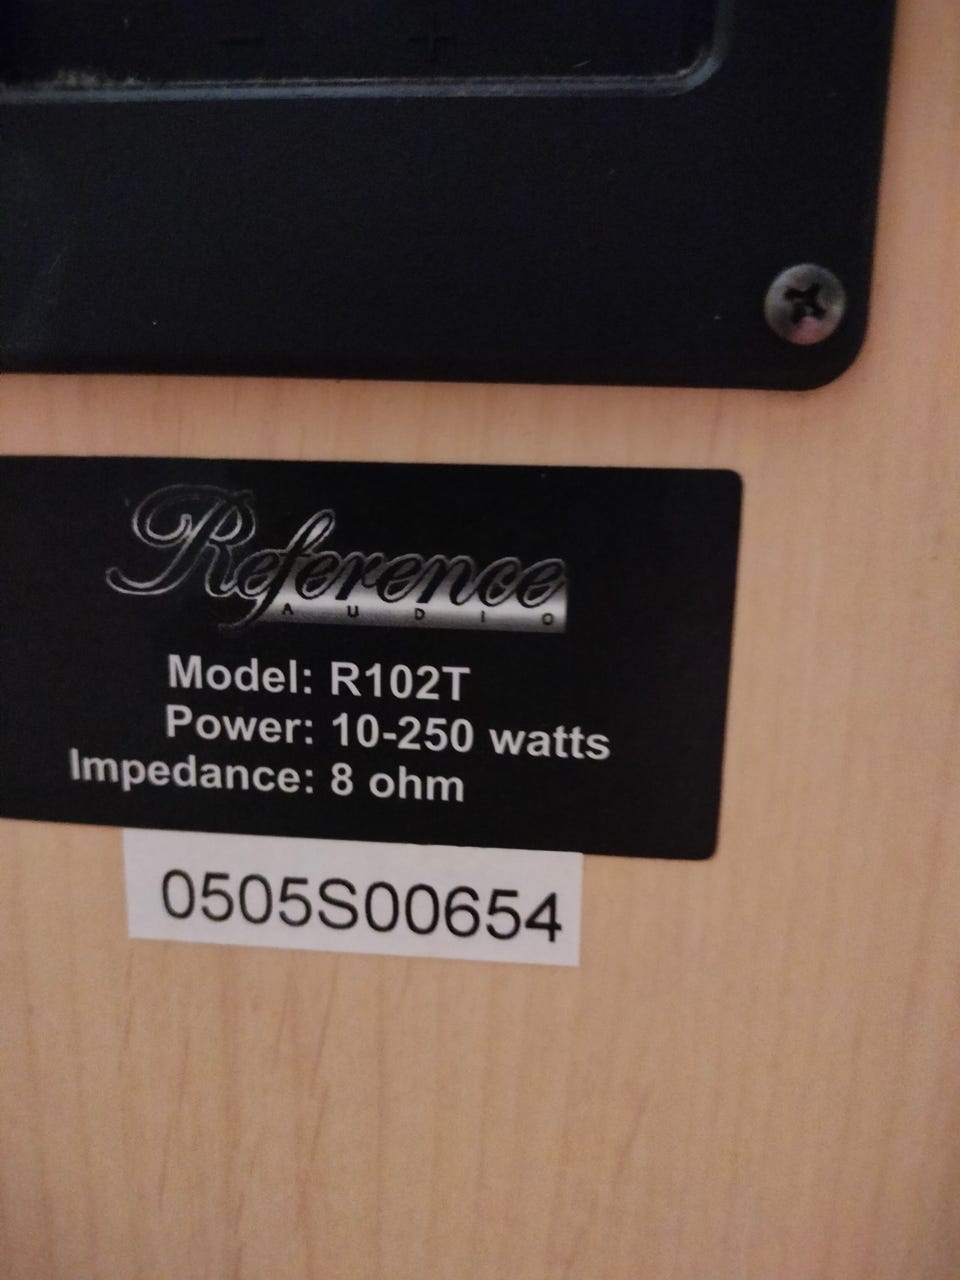 - +
Reference
AUDIO
Model: R102T
Power: 10-250 watts
Impedance: 8 ohm
0505S00654